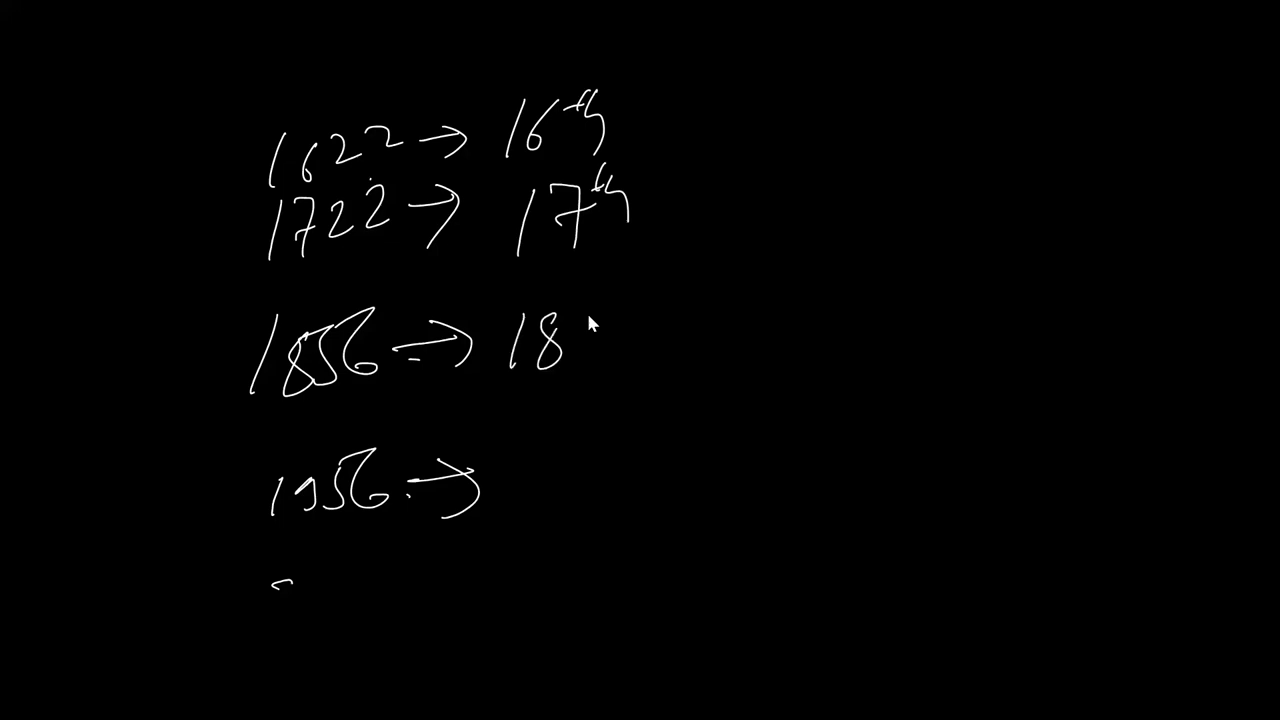 1622 → 16th
1722 → 17th
1856 → 18
1956 →